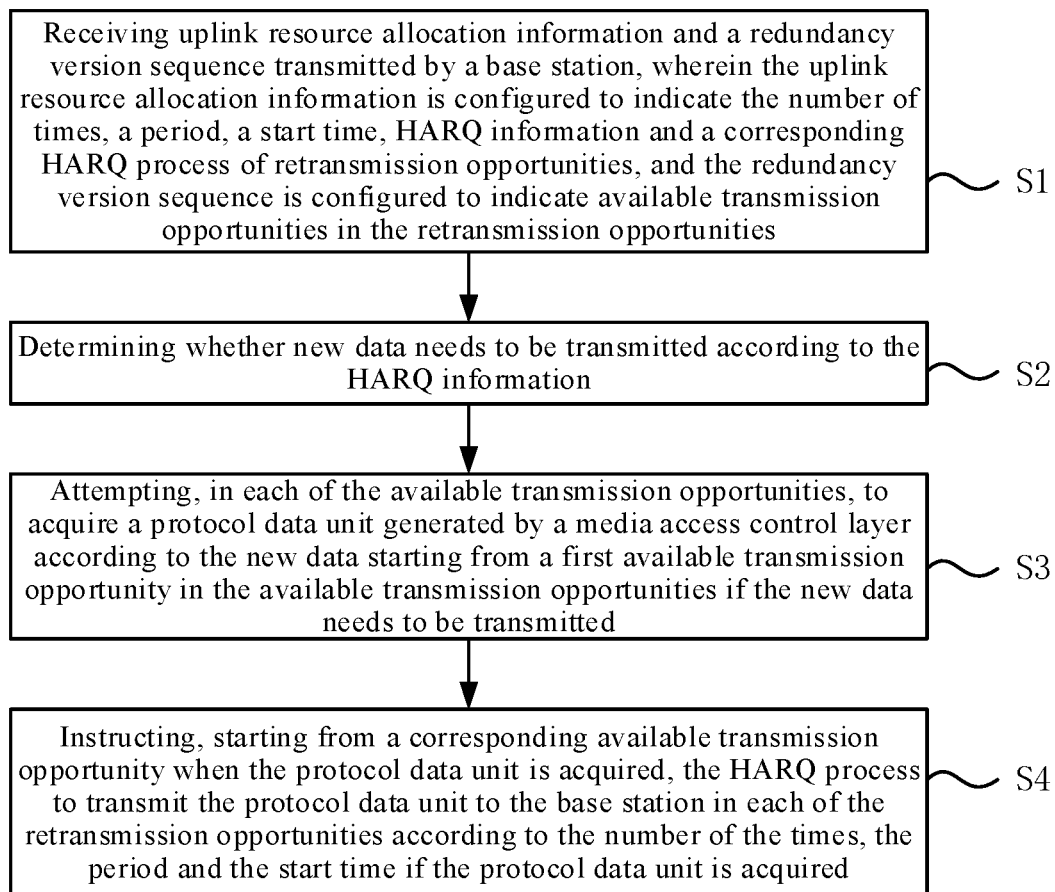 Receiving uplink resource allocation information and a redundancy
version sequence transmitted by a base station, wherein the uplink
resource allocation information is configured to indicate the number of
times, a period, a start time, HARQ information and a corresponding
HARQ process of retransmission opportunities, and the redundancy
version sequence is configured to indicate available transmission
opportunities in the retransmission opportunities
S1
Determining whether new data needs to be transmitted according to the
HARQ information
S2
Attempting, in each of the available transmission opportunities, to
acquire a protocol data unit generated by a media access control layer
according to the new data starting from a first available transmission
opportunity in the available transmission opportunities if the new data
needs to be transmitted
S3
Instructing, starting from a corresponding available transmission
opportunity when the protocol data unit is acquired, the HARQ process
to transmit the protocol data unit to the base station in each of the
retransmission opportunities according to the number of the times, the
period and the start time if the protocol data unit is acquired
S4